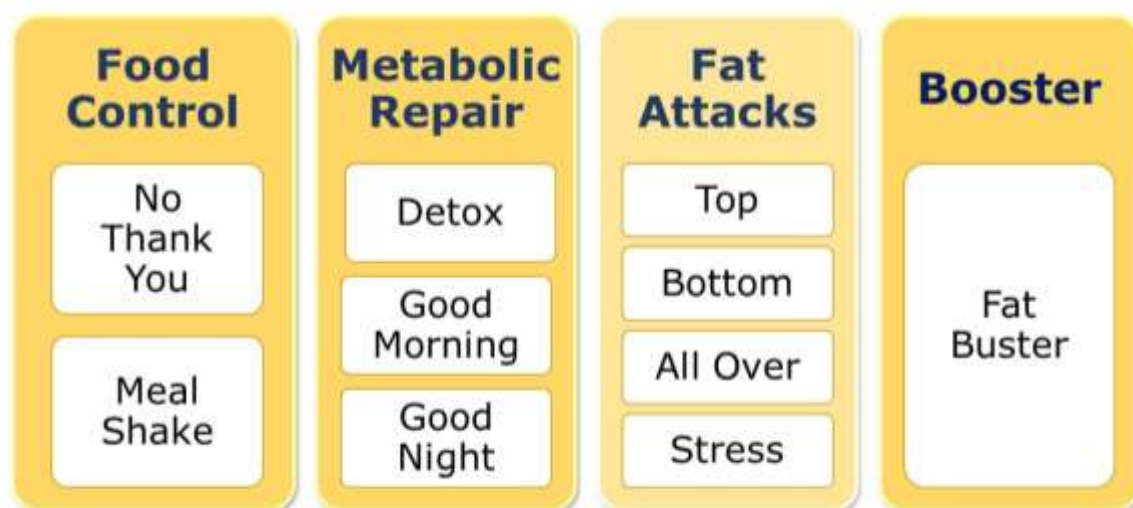 Food
Control
No
Thank
You
Meal
Shake
Metabolic
Repair
Detox
Good
Morning
Good
Night
Fat
Attacks
Top
Bottom
All Over
Stress
Booster
Fat
Buster